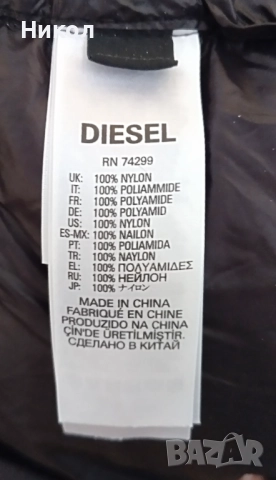 Никол
DIESEL
RN 74299
UK: 100% NYLON
IT: 100% POLIAMMIDE
FR: 100% POLYAMIDE
DE: 100% POLYAMID
US: 100% NYLON
ES-MX: 100% NAILON
PT: 100% POLIAMIDA
TR: 100% NAYLON
EL: 100% ΠΟΛΥΑΜΙΔΕΣ
RU: 100% НЕЙЛОН
JP: 100% ナイロン
MADE IN CHINA
FABRIQUÉ EN CHINE
PRODUZIDO NA CHINA
ÇİN'DE ÜRETİLMİŞTİR.
СДЕЛАНО В КИТАЙ
BAZAR